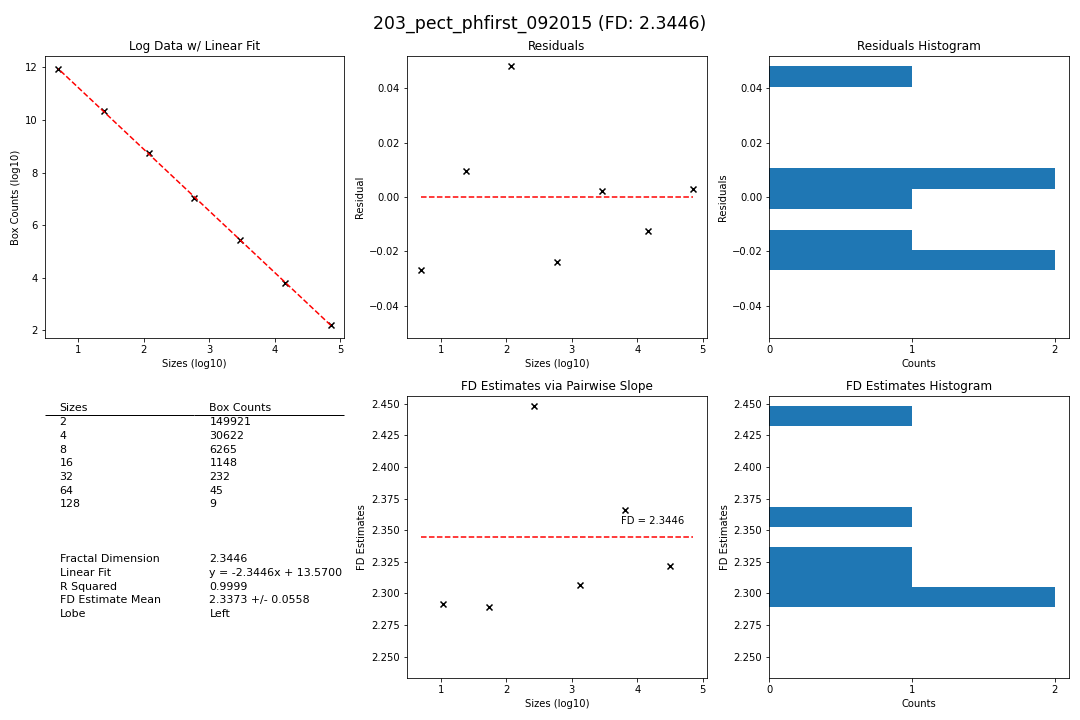 203_pect_phfirst_092015 (FD: 2.3446)
Log Data w/ Linear Fit
12
10
8
6
4
2
Box Counts (log10)
1 2 3 4 5
Sizes (log10)
Residuals
0.04
0.02
0.00
−0.02
−0.04
Residual
1 2 3 4 5
Sizes (log10)
Residuals Histogram
0.04
0.02
0.00
−0.02
−0.04
Residuals
0 1 2
Counts
Sizes Box Counts
2 149921
4 30622
8 6265
16 1148
32 232
64 45
128 9
Fractal Dimension 2.3446
Linear Fit y = -2.3446x + 13.5700
R Squared 0.9999
FD Estimate Mean 2.3373 +/- 0.0558
Lobe Left
FD Estimates via Pairwise Slope
2.450
2.425
2.400
2.375
2.350
2.325
2.300
2.275
2.250
FD Estimates
FD = 2.3446
1 2 3 4 5
Sizes (log10)
FD Estimates Histogram
2.450
2.425
2.400
2.375
2.350
2.325
2.300
2.275
2.250
FD Estimates
0 1 2
Counts